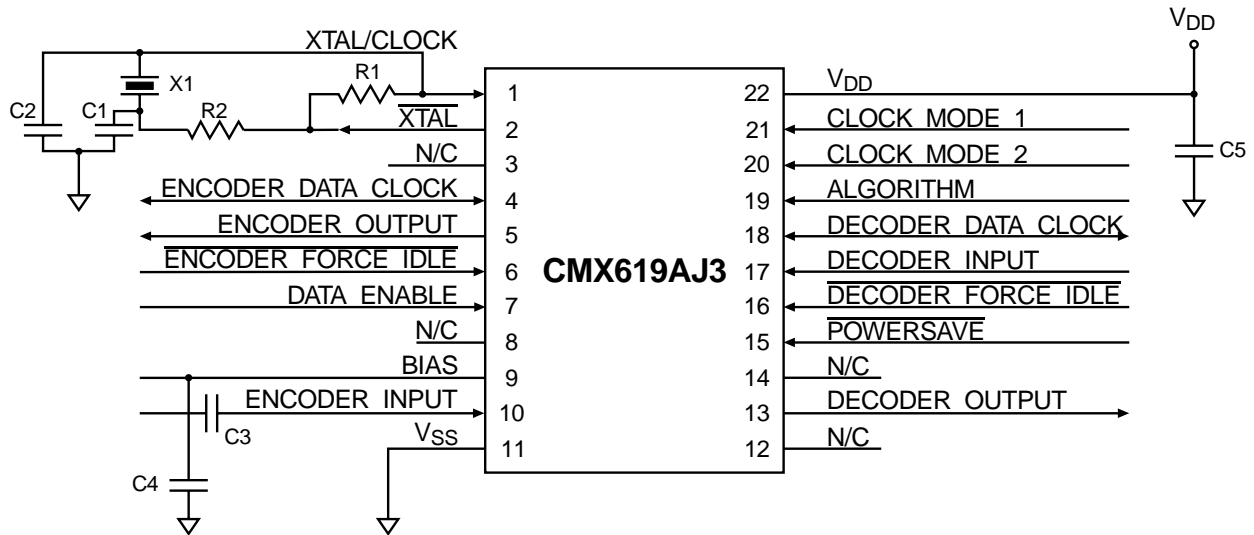 V_DD
XTAL/CLOCK
R1
X1
C2
C1
R2
XTAL
N/C
ENCODER DATA CLOCK
ENCODER OUTPUT
ENCODER FORCE IDLE
DATA ENABLE
N/C
BIAS
ENCODER INPUT
C3
V_SS
C4
1
2
3
4
5
6
7
8
9
10
11
CMX619AJ3
22
21
20
19
18
17
16
15
14
13
12
V_DD
CLOCK MODE 1
CLOCK MODE 2
ALGORITHM
DECODER DATA CLOCK
DECODER INPUT
DECODER FORCE IDLE
POWERSAVE
N/C
DECODER OUTPUT
N/C
C5